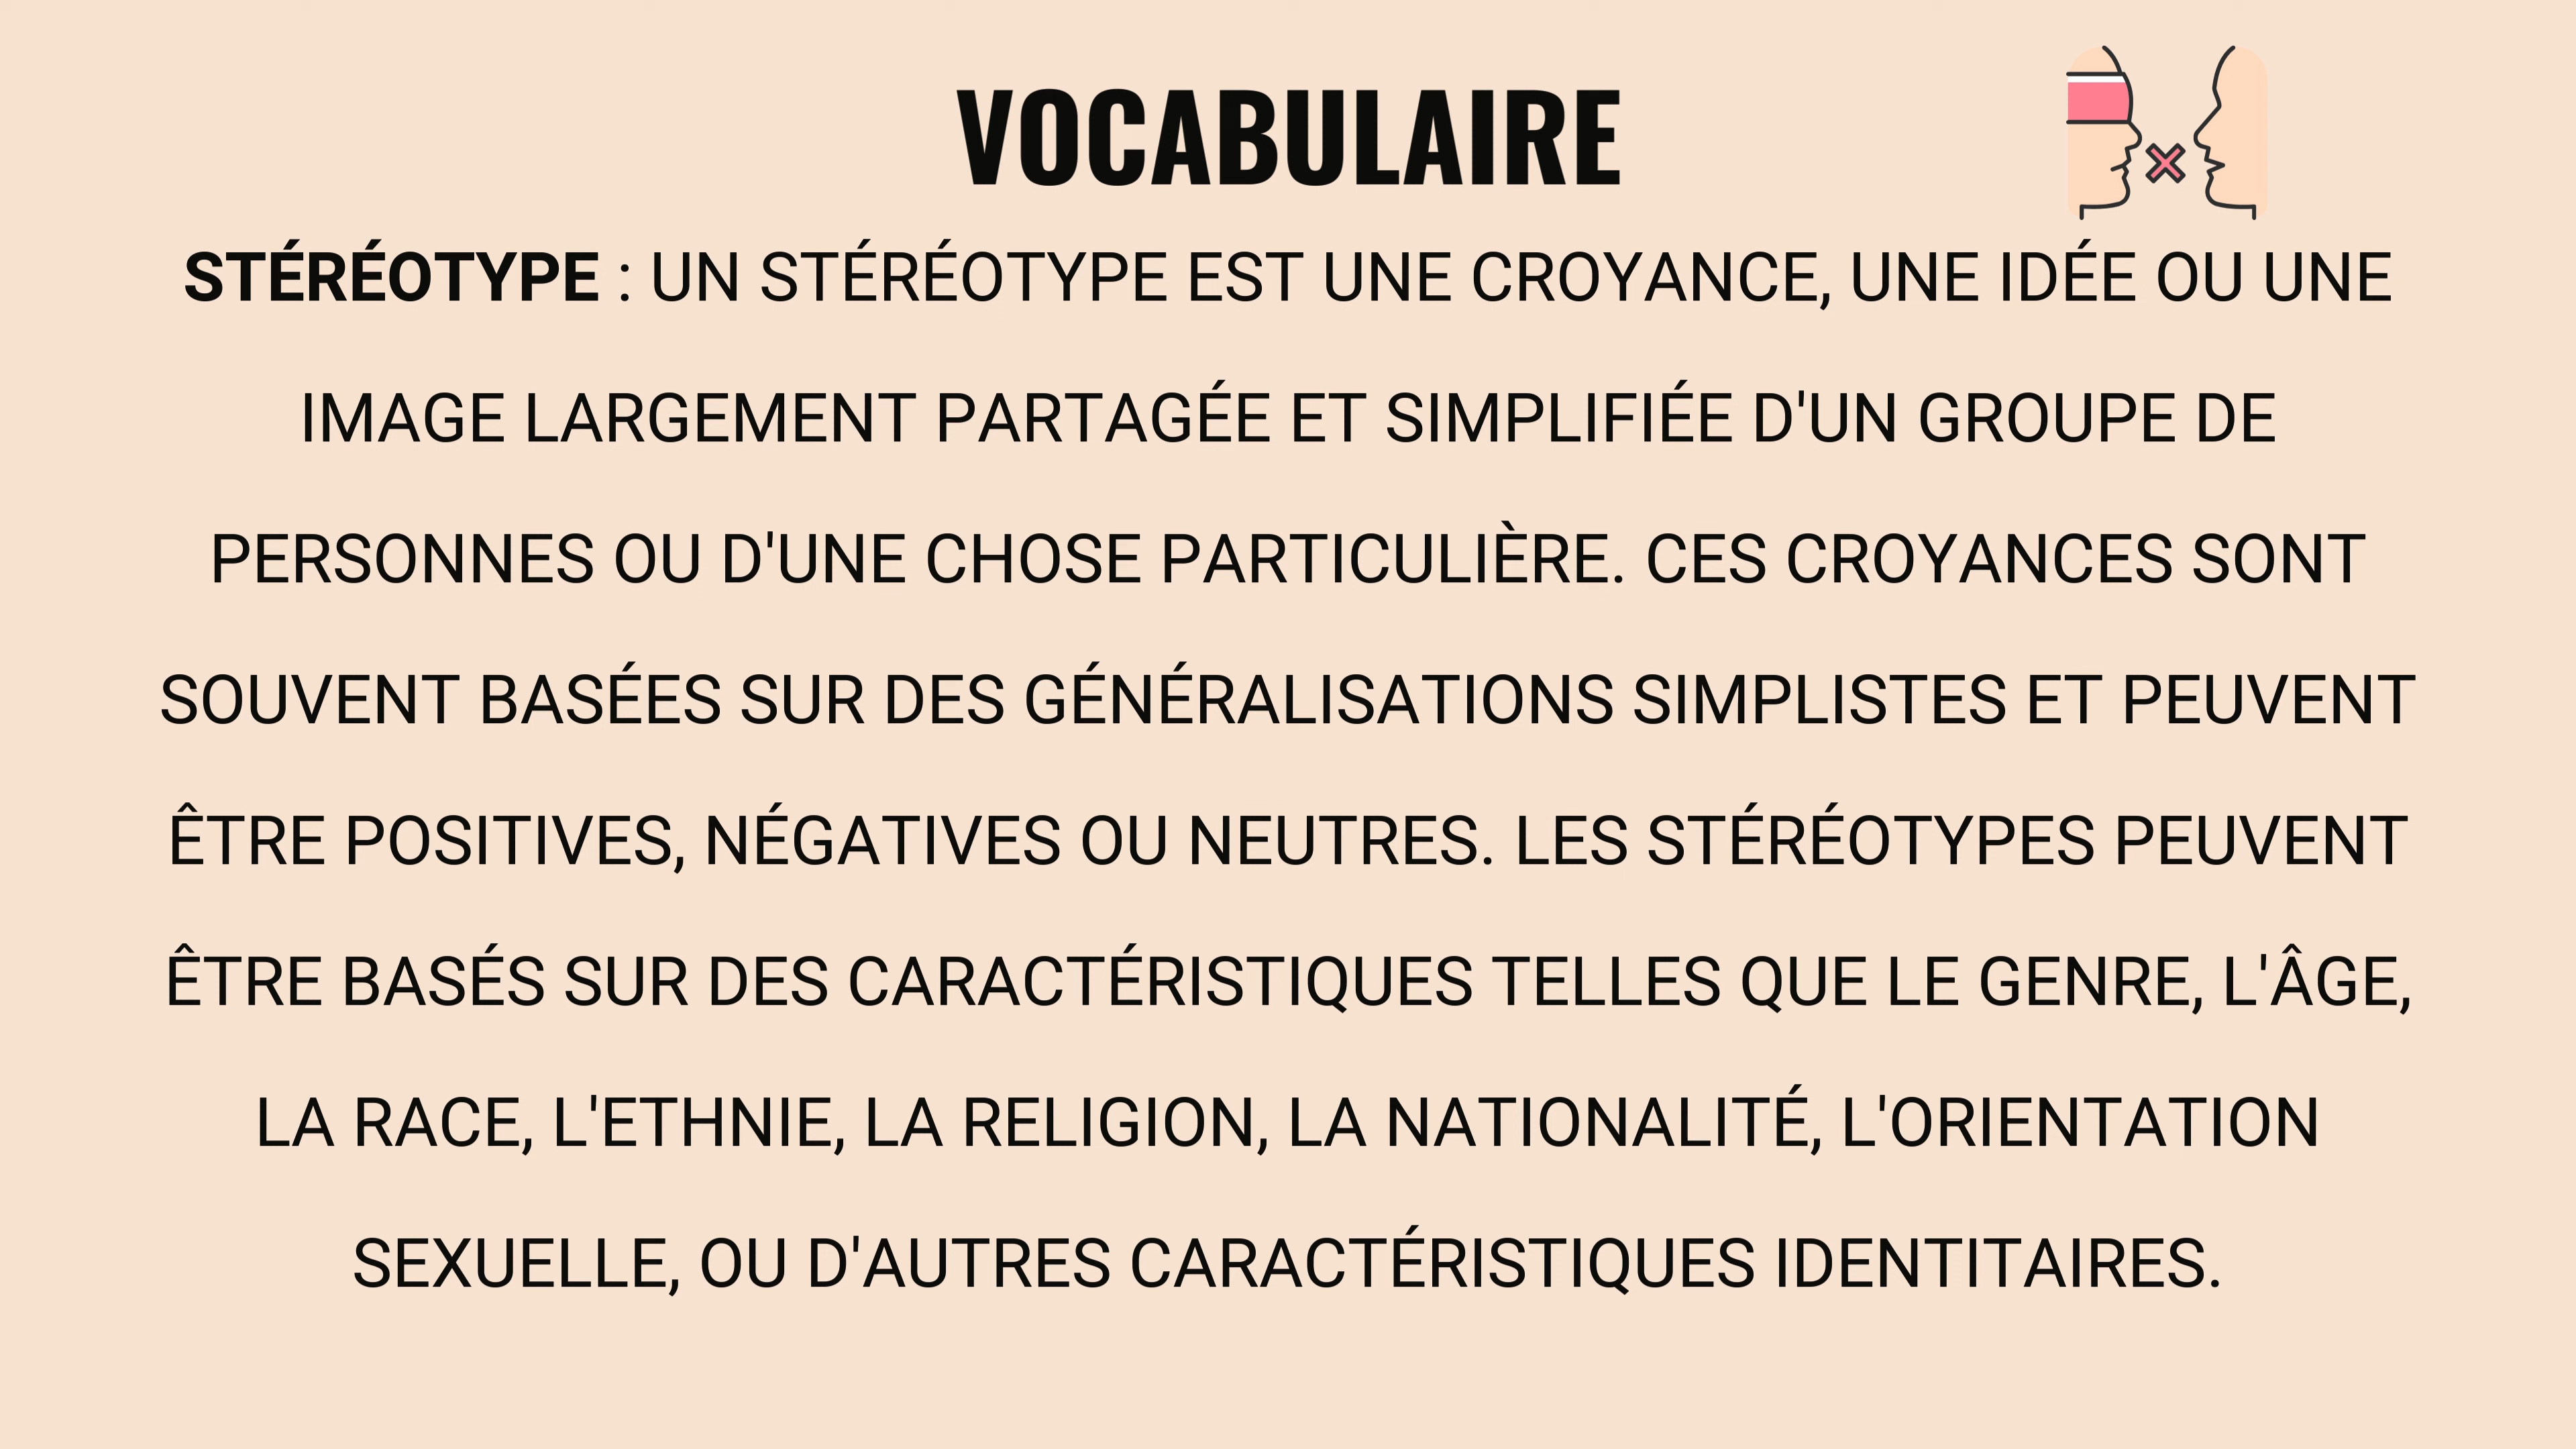 VOCABULAIRE
STÉRÉOTYPE : UN STÉRÉOTYPE EST UNE CROYANCE, UNE IDÉE OU UNE
IMAGE LARGEMENT PARTAGÉE ET SIMPLIFIÉE D'UN GROUPE DE
PERSONNES OU D'UNE CHOSE PARTICULIÈRE. CES CROYANCES SONT
SOUVENT BASÉES SUR DES GÉNÉRALISATIONS SIMPLISTES ET PEUVENT
ÊTRE POSITIVES, NÉGATIVES OU NEUTRES. LES STÉRÉOTYPES PEUVENT
ÊTRE BASÉS SUR DES CARACTÉRISTIQUES TELLES QUE LE GENRE, L'ÂGE,
LA RACE, L'ETHNIE, LA RELIGION, LA NATIONALITÉ, L'ORIENTATION
SEXUELLE, OU D'AUTRES CARACTÉRISTIQUES IDENTITAIRES.